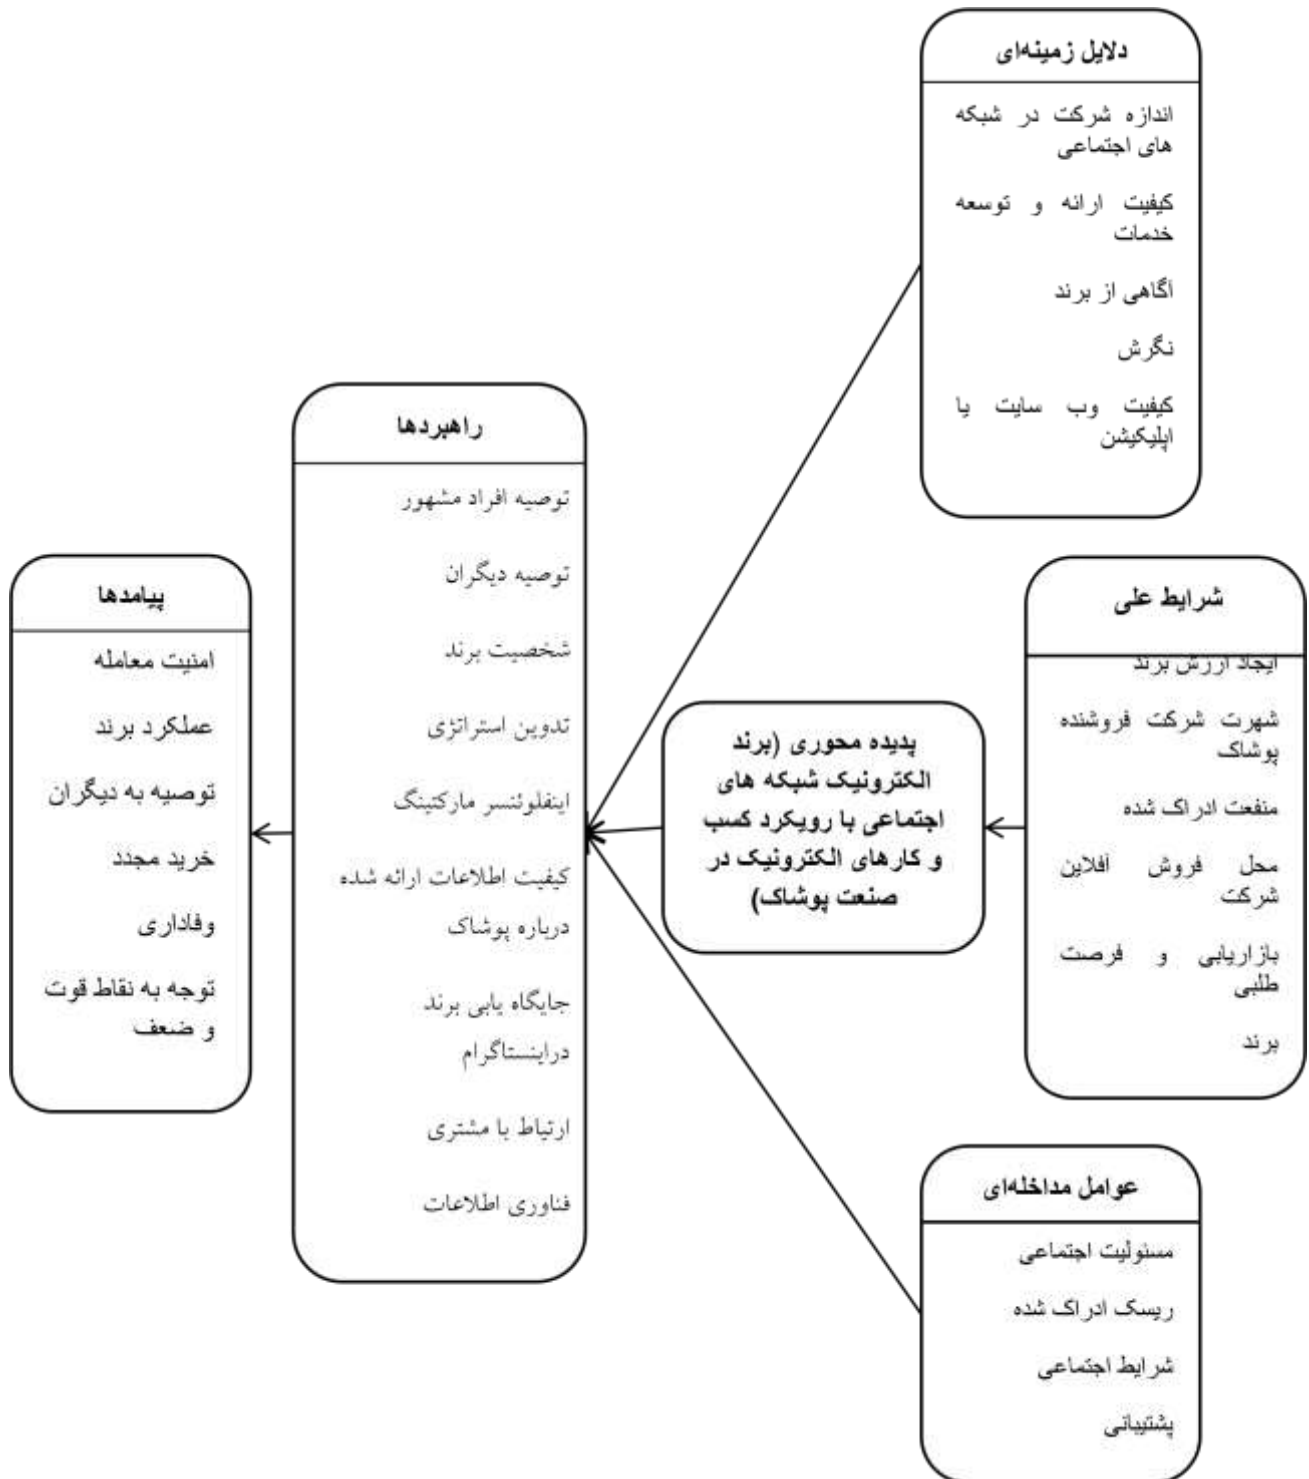 دلایل زمینه‌ای
اندازه شرکت در شبکه
های اجتماعی
کیفیت ارائه و توسعه
خدمات
آگاهی از برند
نگرش
کیفیت وب سایت یا
اپلیکیشن
شرایط علی
ایجاد ارزش برند
شهرت شرکت فروشنده
پوشاک
منفعت ادراک شده
محل فروش آفلاین
شرکت
بازاریابی و فرصت
طلبی
برند
عوامل مداخله‌ای
مسئولیت اجتماعی
ریسک ادراک شده
شرایط اجتماعی
پشتیبانی
پدیده محوری (برند
الکترونیک شبکه های
اجتماعی با رویکرد کسب
و کارهای الکترونیک در
صنعت پوشاک)
راهبردها
توصیه افراد مشهور
توصیه دیگران
شخصیت برند
تدوین استراتژی
اینفلوئنسر مارکتینگ
کیفیت اطلاعات ارائه شده
درباره پوشاک
جایگاه یابی برند
دراینستاگرام
ارتباط با مشتری
فناوری اطلاعات
پیامدها
امنیت معامله
عملکرد برند
توصیه به دیگران
خرید مجدد
وفاداری
توجه به نقاط قوت
و ضعف